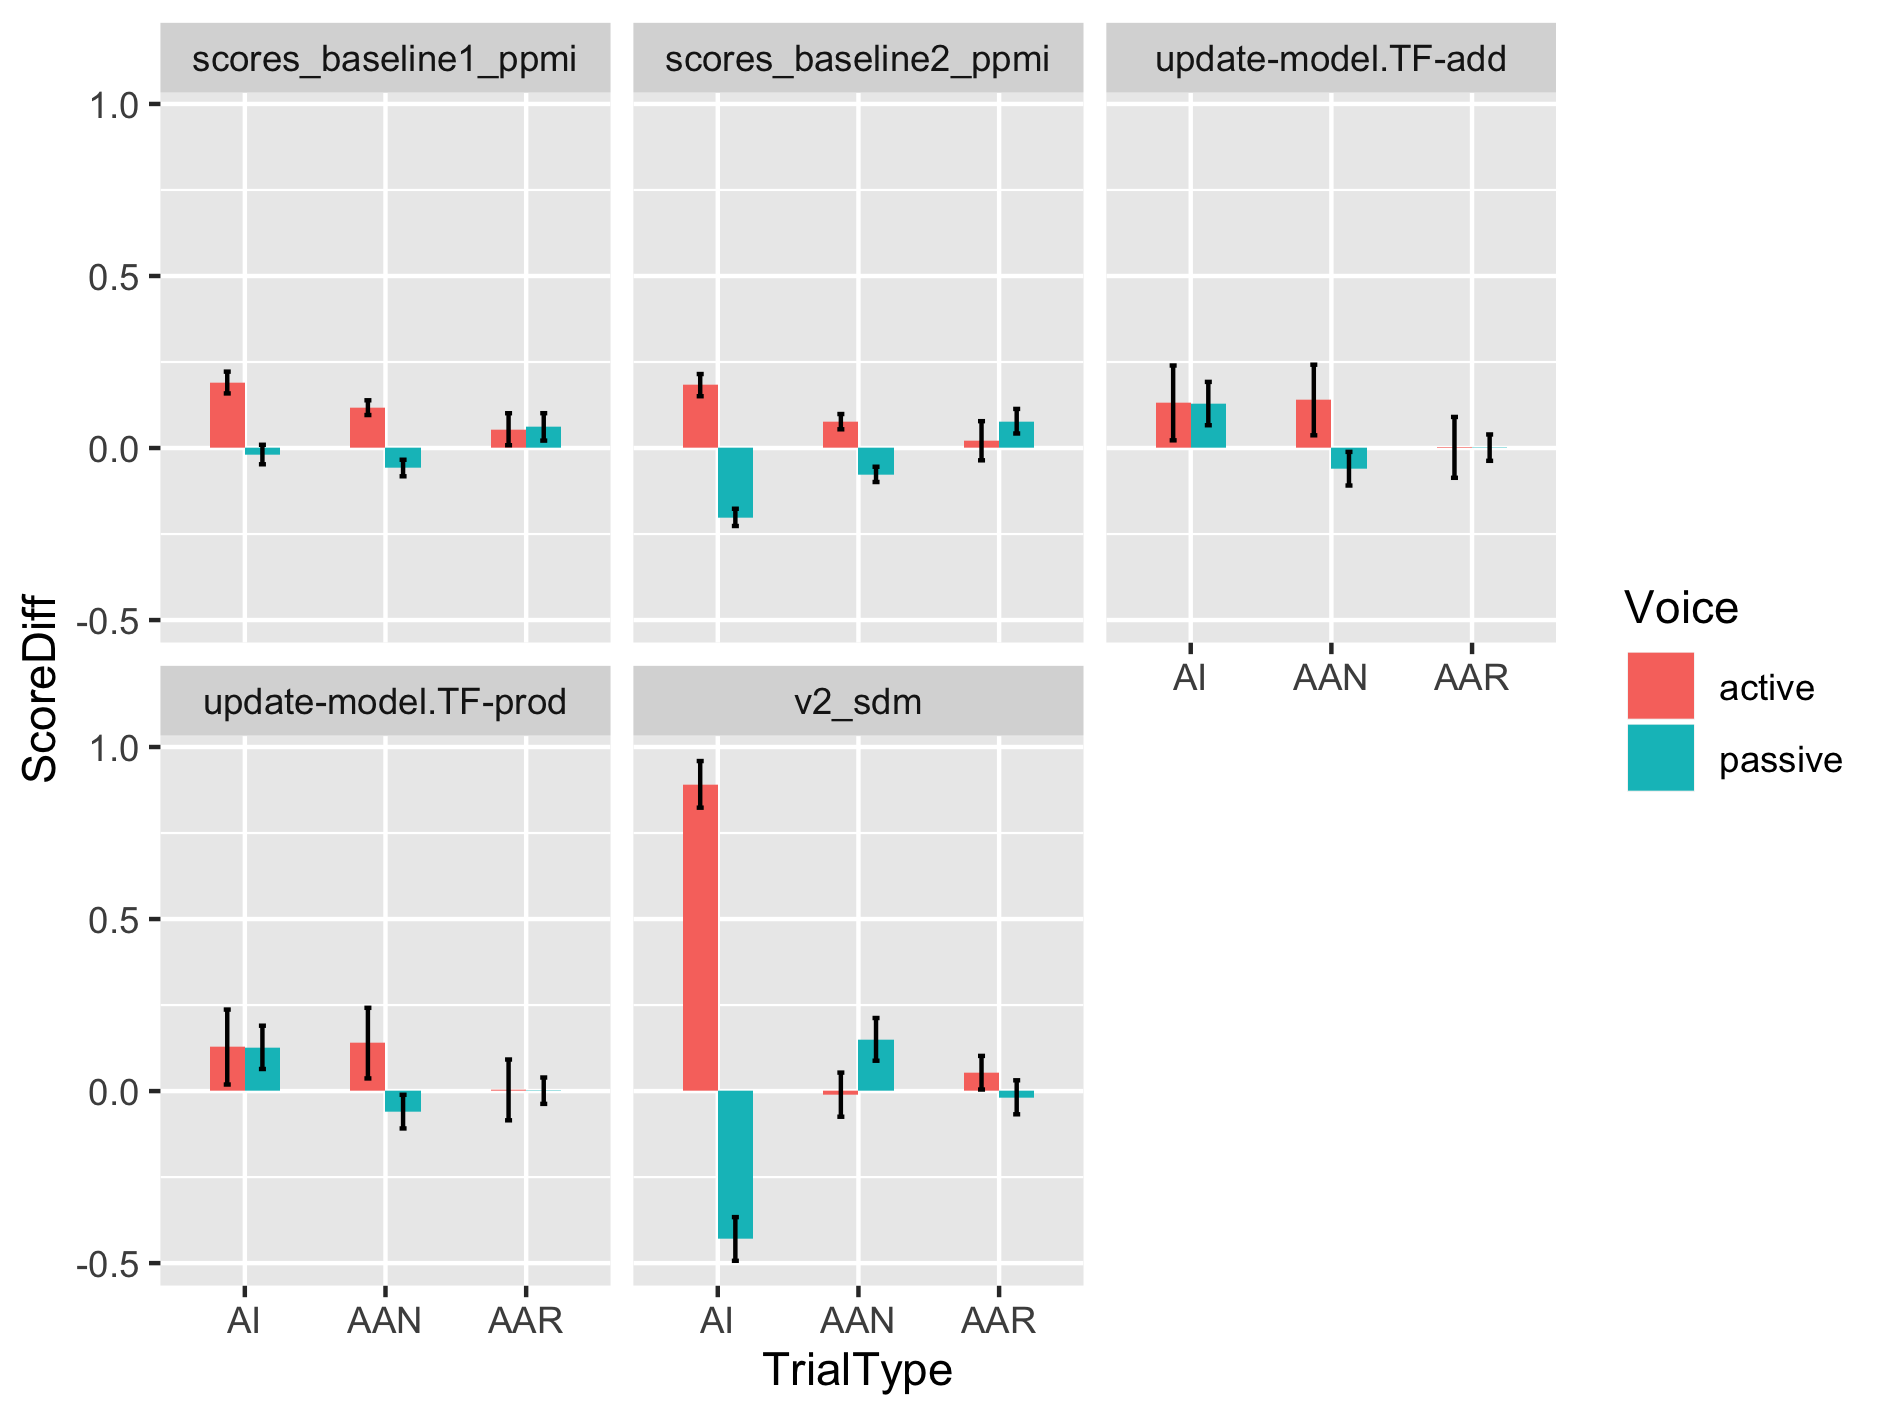 scores_baseline1_ppmi
scores_baseline2_ppmi
update-model.TF-add
1.0
0.5
0.0
-0.5
AI
AAN
AAR
update-model.TF-prod
v2_sdm
1.0
0.5
0.0
-0.5
AI
AAN
AAR
AI
AAN
AAR
TrialType
ScoreDiff
Voice
active
passive